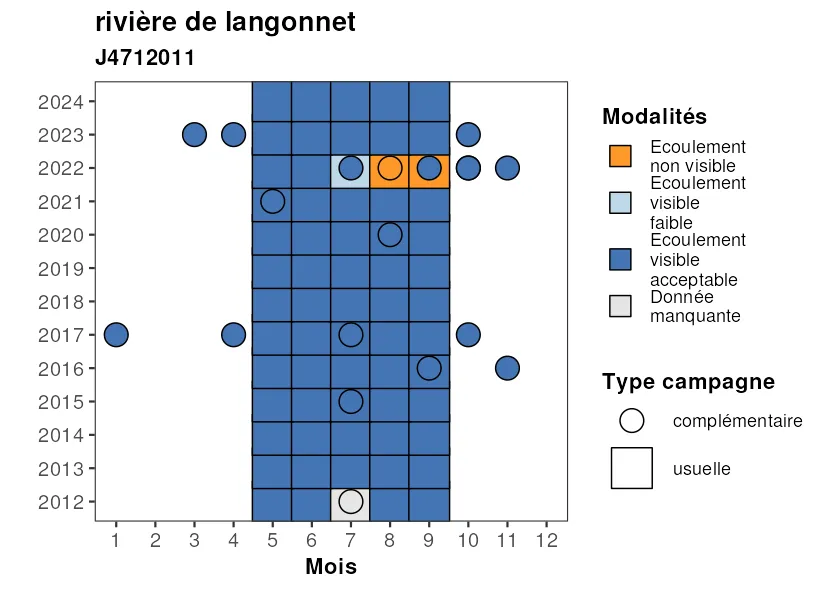 rivière de langonnet
J4712011
2024
2023
2022
2021
2020
2019
2018
2017
2016
2015
2014
2013
2012
1 2 3 4 5 6 7 8 9 10 11 12
Mois
Modalités
Ecoulement
non visible
Ecoulement
visible
faible
Ecoulement
visible
acceptable
Donnée
manquante
Type campagne
complémentaire
usuelle